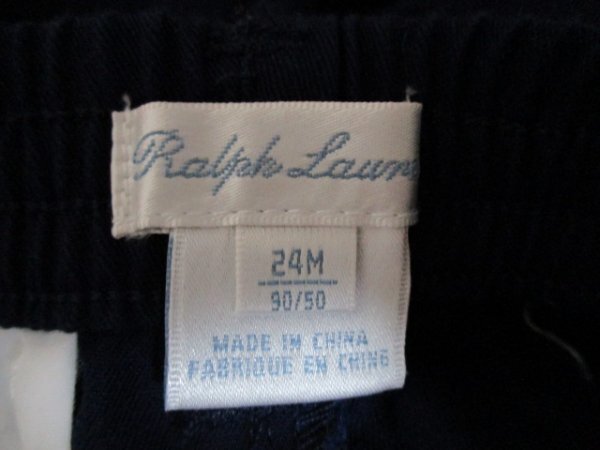 Ralph Laure
24M
90/50
MADE IN CHINA
FABRIQUE EN CHINE